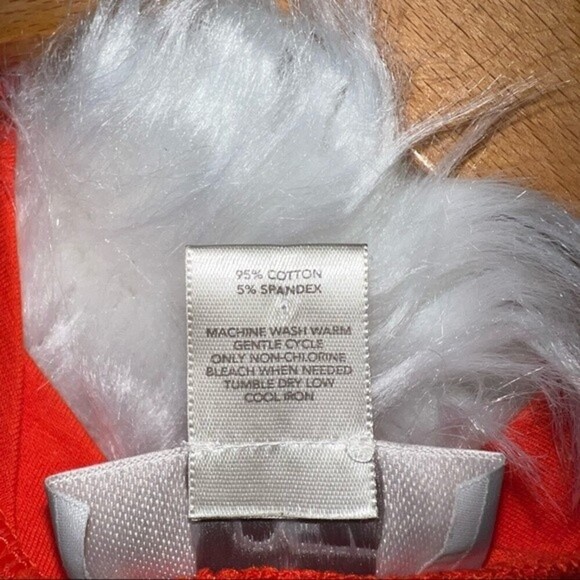 95% COTTON
5% SPANDEX
MACHINE WASH WARM
GENTLE CYCLE
ONLY NON-CHLORINE
BLEACH WHEN NEEDED
TUMBLE DRY LOW
COOL IRON